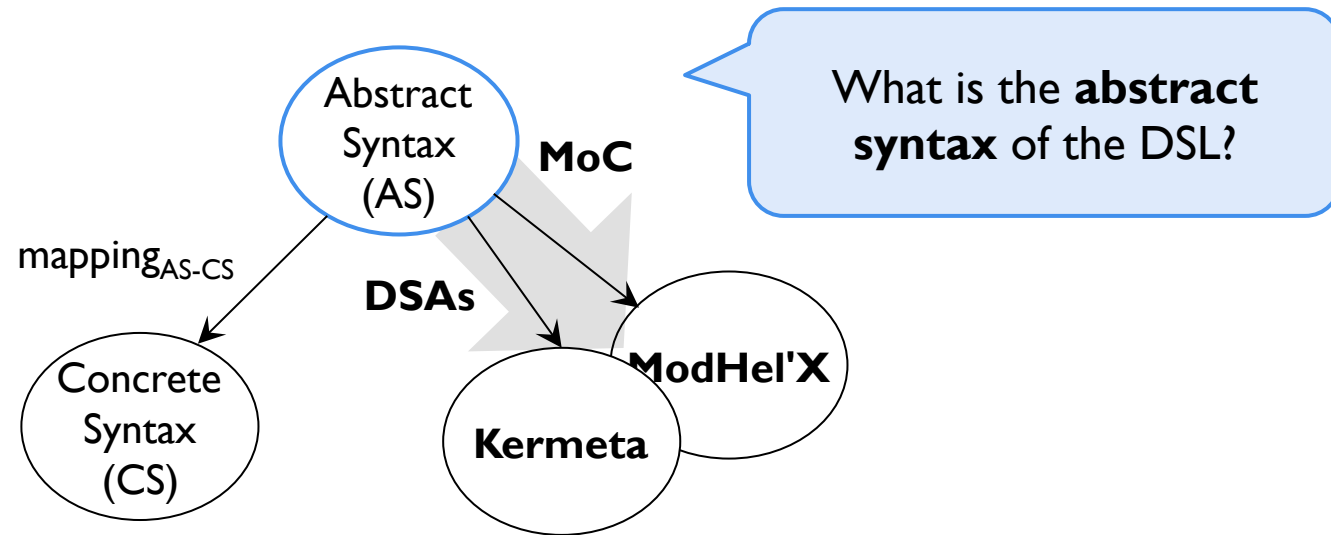 Abstract
Syntax
(AS)
What is the abstract
syntax of the DSL?
MoC
mappingAS-CS
DSAs
Concrete
Syntax
(CS)
ModHel'X
Kermeta